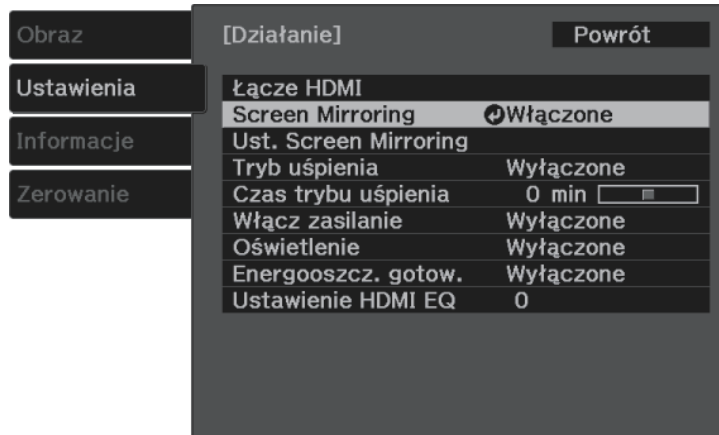 Obraz
Ustawienia
Informacje
Zerowanie
[Działanie]
Powrót
Łącze HDMI
Screen Mirroring Włączone
Ust. Screen Mirroring
Tryb uśpienia Wyłączone
Czas trybu uśpienia 0 min
Włącz zasilanie Wyłączone
Oświetlenie Wyłączone
Energooszcz. gotow. Wyłączone
Ustawienie HDMI EQ 0